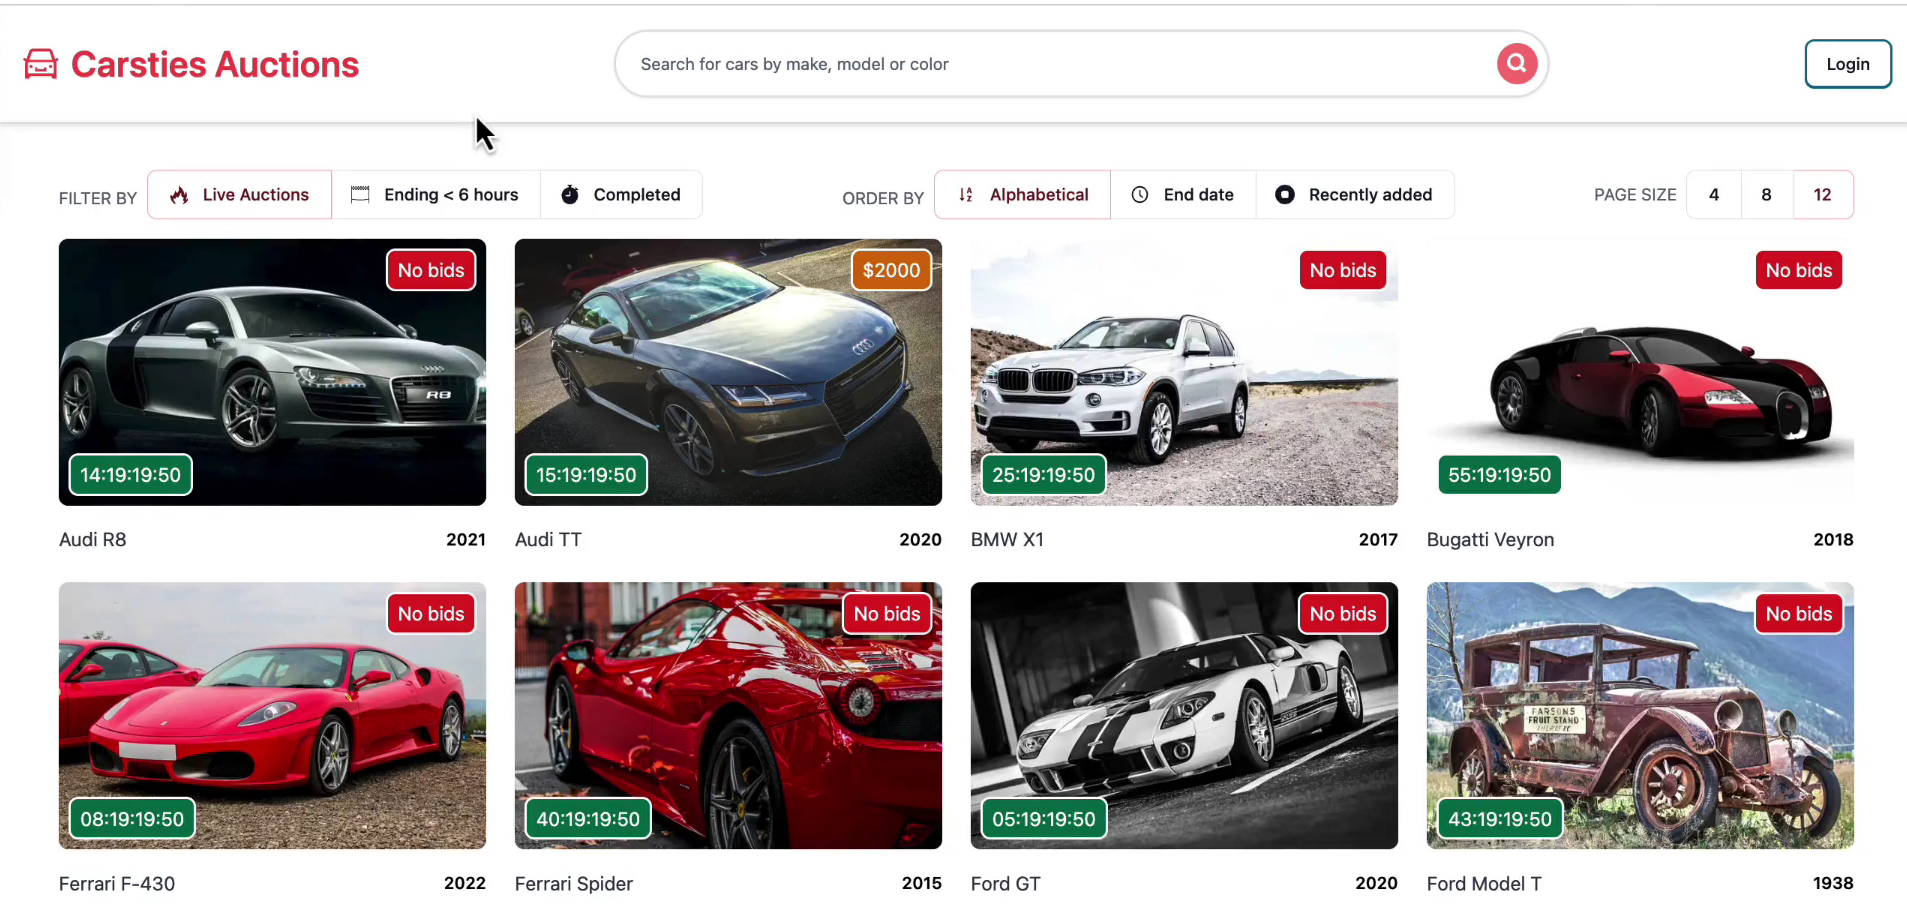 Carsties Auctions
Search for cars by make, model or color
Login
FILTER BY
Live Auctions
Ending < 6 hours
Completed
ORDER BY
Alphabetical
End date
Recently added
PAGE SIZE
4
8
12
No bids
R8
14:19:19:50
Audi R8
2021
$2000
15:19:19:50
Audi TT
2020
No bids
25:19:19:50
BMW X1
2017
No bids
55:19:19:50
Bugatti Veyron
2018
No bids
08:19:19:50
Ferrari F-430
2022
No bids
40:19:19:50
Ferrari Spider
2015
No bids
05:19:19:50
Ford GT
2020
No bids
FARSONS
FRUIT STAND
43:19:19:50
Ford Model T
1938